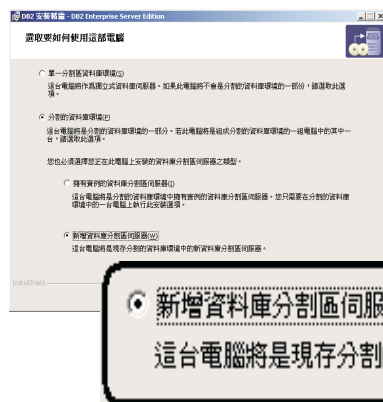 DB2 安裝精靈 - DB2 Enterprise Server Edition
選取要如何使用這部電腦
單一分割區資料庫環境(S)
這台電腦將作為獨立式資料庫伺服器。如果此電腦將不會是分割的資料庫環境的一部份，請選取此選
項。
分割的資料庫環境(P)
這台電腦將是分割的資料庫環境的一部分。若此電腦將是組成分割的資料庫環境的一組電腦中的其中一
台，請選取此選項。
您也必須選擇您正在此電腦上安裝的資料庫分割區伺服器之類型。
擁有實例的資料庫分割區伺服器(I)
這台電腦將是分割的資料庫環境中擁有實例的資料庫分割區伺服器。您只需要在分割的資料庫
環境中的一台電腦上執行此安裝選項。
新增資料庫分割區伺服器(W)
這台電腦將是現存分割的資料庫環境中的新資料庫分割區伺服器。
InstallShield
新增資料庫分割區伺服
這台電腦將是現存分割